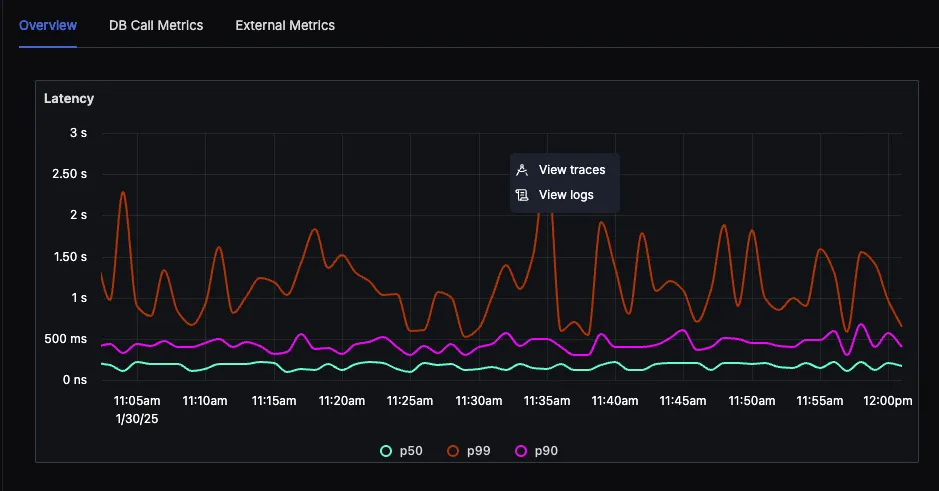 Overview DB Call Metrics External Metrics
Latency
3 s
2.50 s
2 s
1.50 s
1 s
500 ms
0 ns
View traces
View logs
11:05am 11:10am 11:15am 11:20am 11:25am 11:30am 11:35am 11:40am 11:45am 11:50am 11:55am 12:00pm
1/30/25
p50 p99 p90